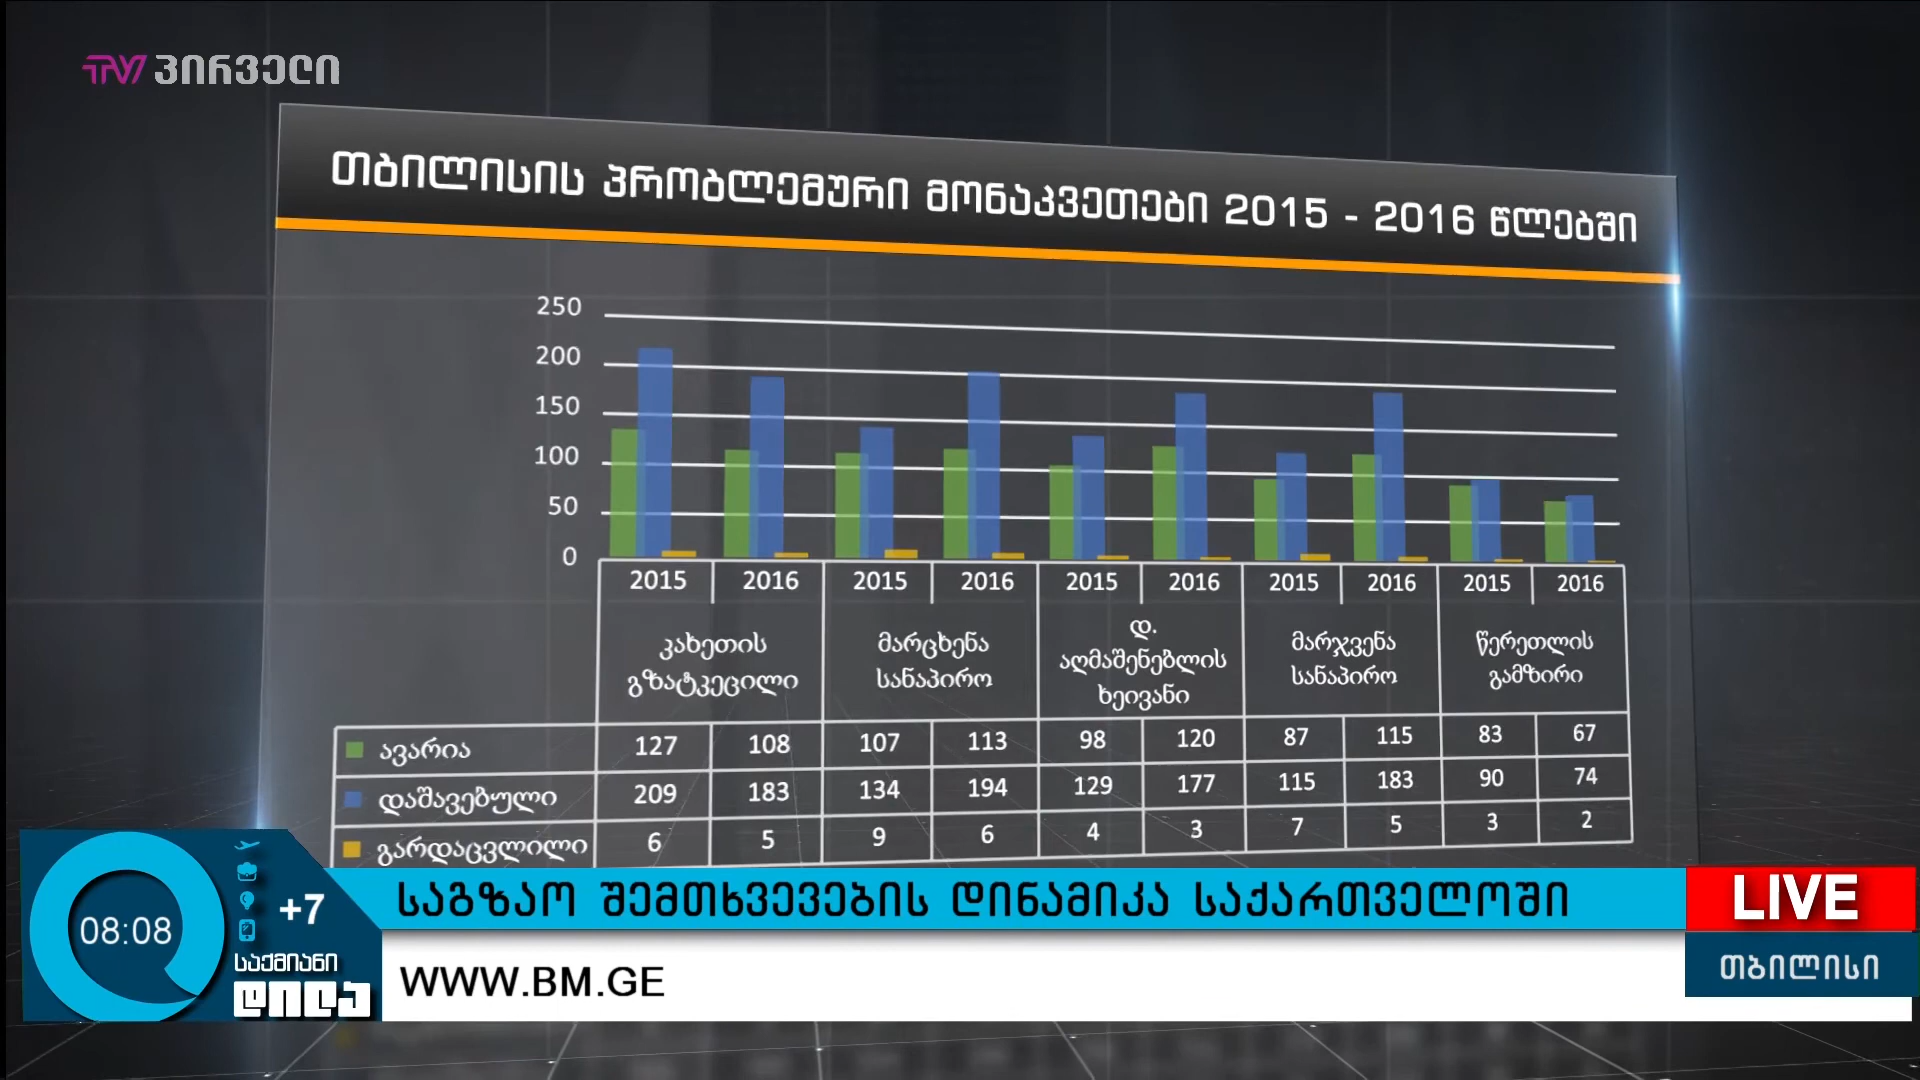 TV პირველი
თბილისის პრობლემური მონაკვეთები 2015 - 2016 წლებში
250
200
150
100
50
0
2015 2016 2015 2016 2015 2016 2015 2016 2015 2016
კახეთის გზატკეცილი
მარცხენა სანაპირო
დ. აღმაშენებლის ხეივანი
მარჯვენა სანაპირო
წერეთლის გამზირი
ავარია 127 108 107 113 98 120 87 115 83 67
დაშავებული 209 183 134 194 129 177 115 183 90 74
გარდაცვლილი 6 5 9 6 4 3 7 5 3 2
08:08
+7
საქმიანი
დილა
საგზაო შემთხვევების დინამიკა საქართველოში
WWW.BM.GE
LIVE
თბილისი